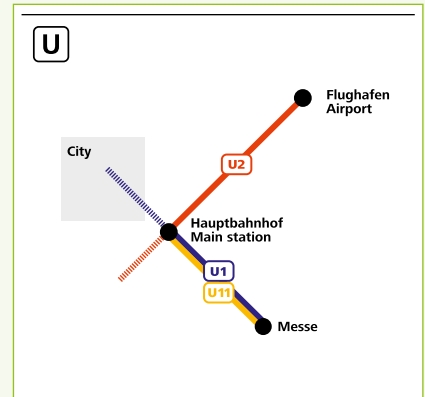 U
Flughafen
Airport
City
U2
Hauptbahnhof
Main station
U1
U11
Messe